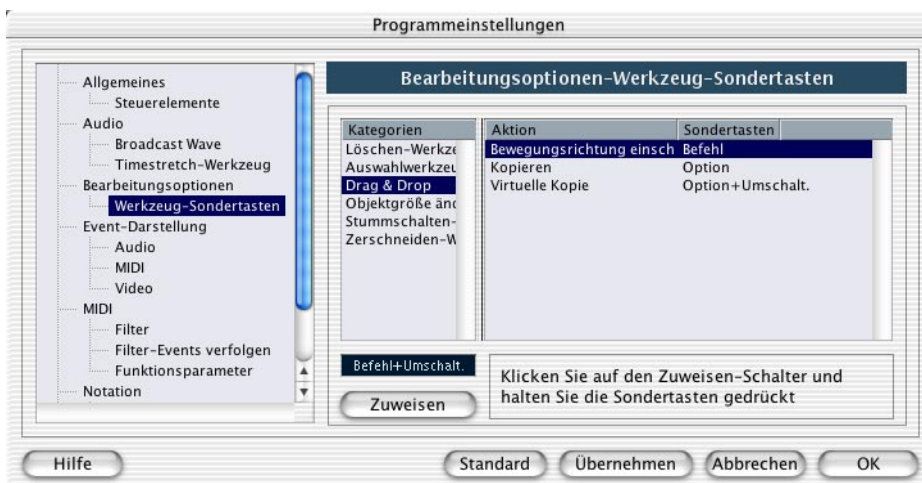 Programmeinstellungen
Allgemeines
Steuerelemente
Audio
Broadcast Wave
Timestretch-Werkzeug
Bearbeitungsoptionen
Werkzeug-Sondertasten
Event-Darstellung
Audio
MIDI
Video
MIDI
Filter
Filter-Events verfolgen
Funktionsparameter
Notation
Bearbeitungsoptionen-Werkzeug-Sondertasten
Kategorien
Löschen-Werkze
Auswahlwerkzeu
Drag & Drop
Objektgröße änd
Stummschalten-
Zerschneiden-W
Aktion Sondertasten
Bewegungsrichtung einsch Befehl
Kopieren Option
Virtuelle Kopie Option+Umschalt.
Befehl+Umschalt.
Zuweisen
Klicken Sie auf den Zuweisen-Schalter und
halten Sie die Sondertasten gedrückt
Hilfe Standard Übernehmen Abbrechen OK